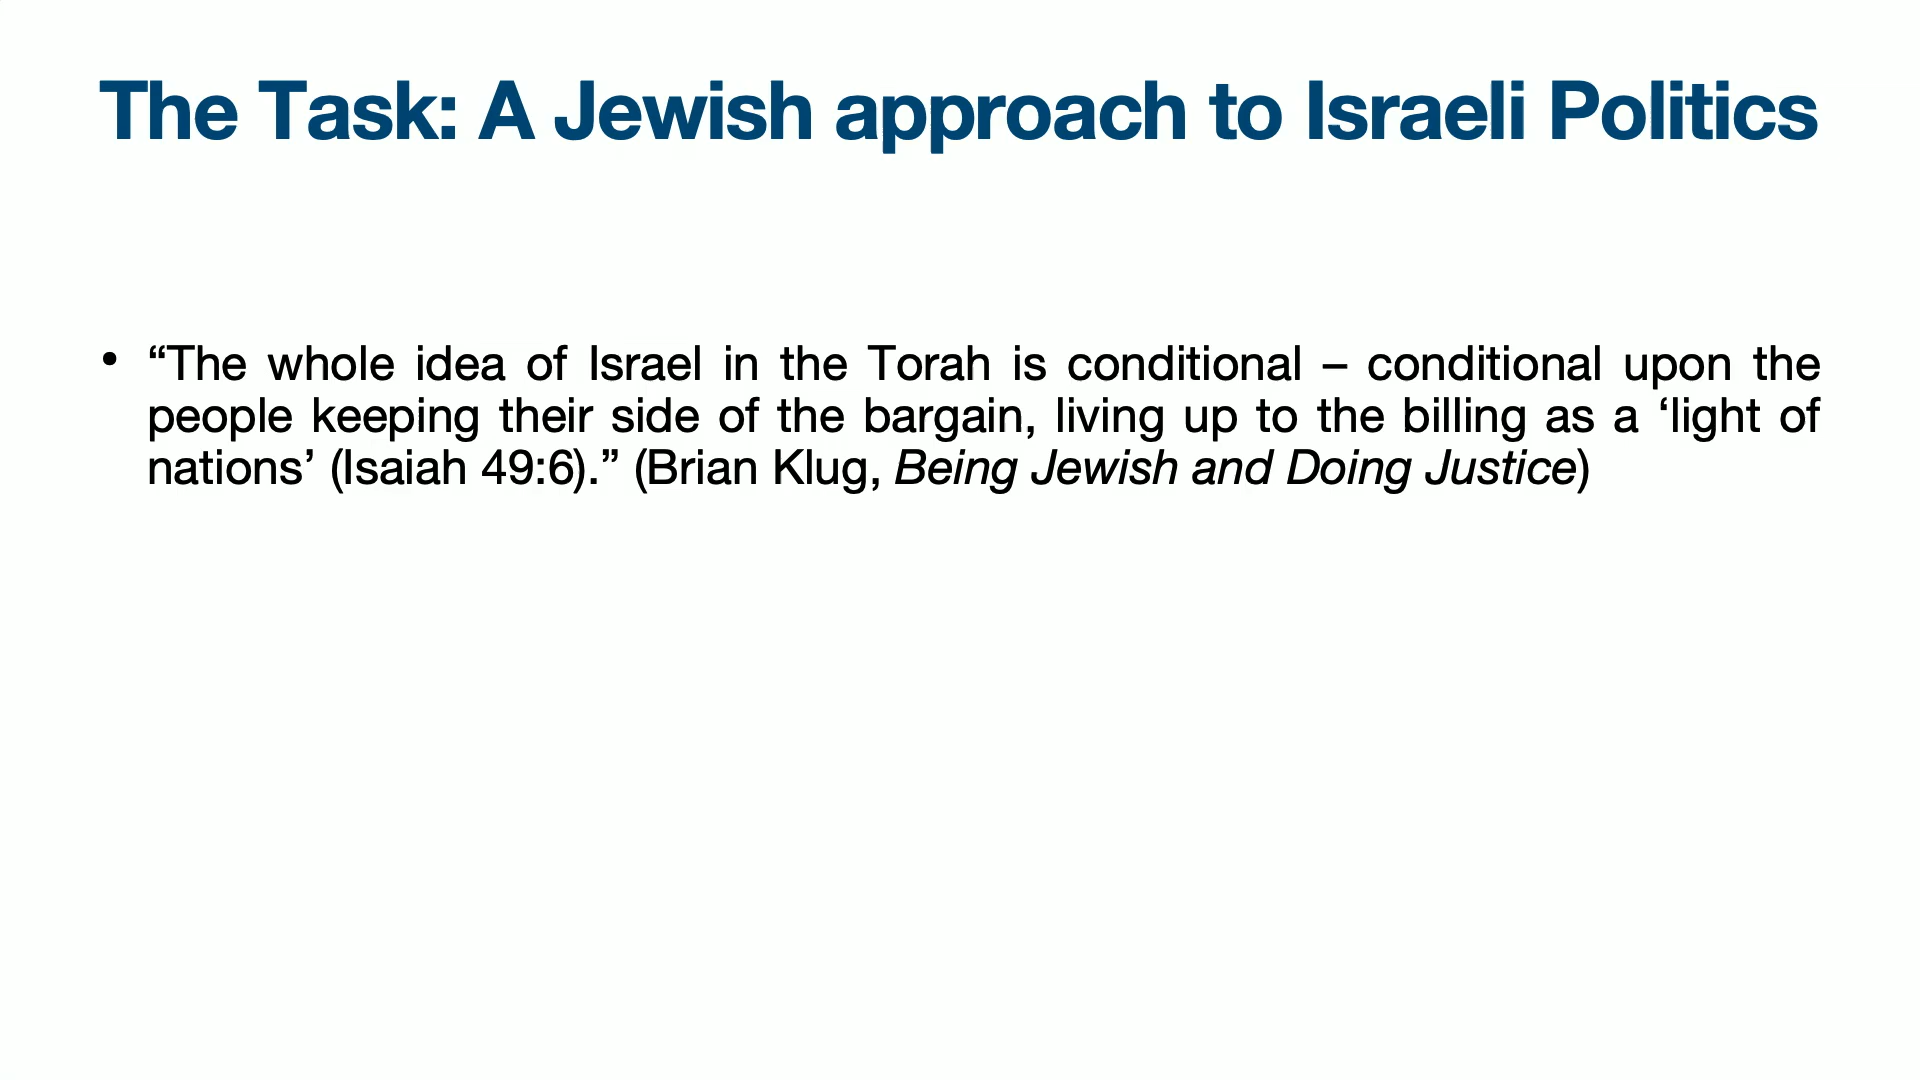 The Task: A Jewish approach to Israeli Politics
• “The whole idea of Israel in the Torah is conditional – conditional upon the
people keeping their side of the bargain, living up to the billing as a ‘light of
nations’ (Isaiah 49:6).” (Brian Klug, Being Jewish and Doing Justice)